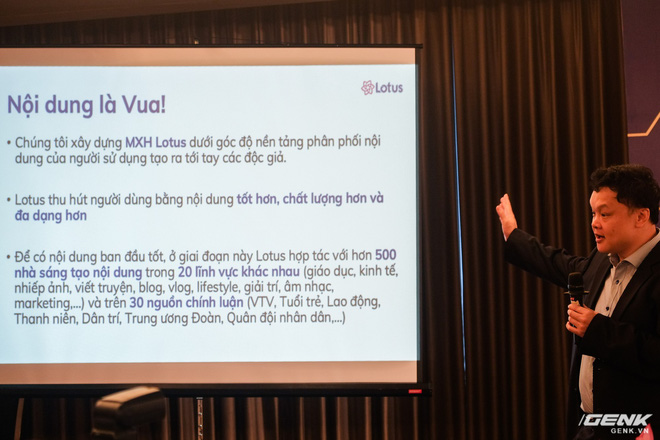 Lotus
Nội dung là Vua!
• Chúng tôi xây dựng MXH Lotus dưới góc độ nền tảng phân phối nội
dung của người sử dụng tạo ra tới tay các độc giả.
• Lotus thu hút người dùng bằng nội dung tốt hơn, chất lượng hơn và
đa dạng hơn
• Để có nội dung ban đầu tốt, ở giai đoạn này Lotus hợp tác với hơn 500
nhà sáng tạo nội dung trong 20 lĩnh vực khác nhau (giáo dục, kinh tế,
nhiếp ảnh, viết truyện, blog, vlog, lifestyle, giải trí, âm nhạc,
marketing,...) và trên 30 nguồn chính luận (VTV, Tuổi trẻ, Lao động,
Thanh niên, Dân trí, Trung ương Đoàn, Quân đội nhân dân,...)
GENK
GENK.VN